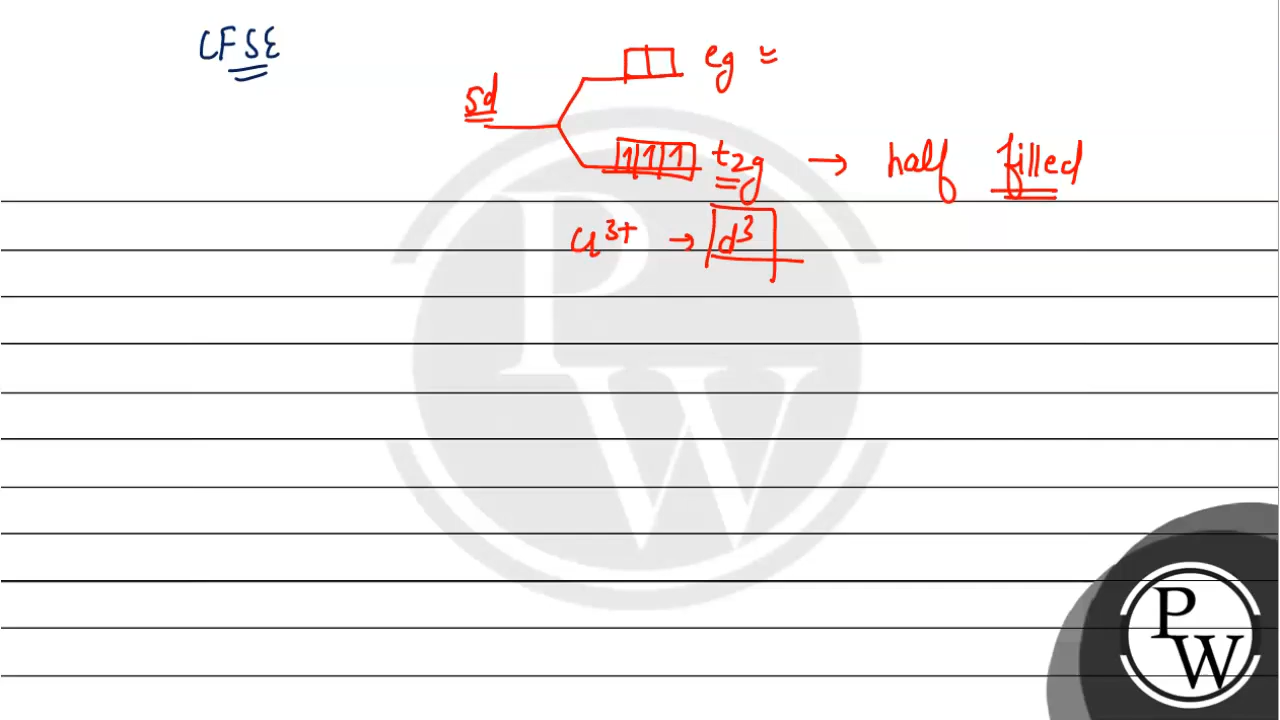 CFSE
eg
5d
1 1 1 t2g → half filled
Cr3+ → d3
P
W
P
W